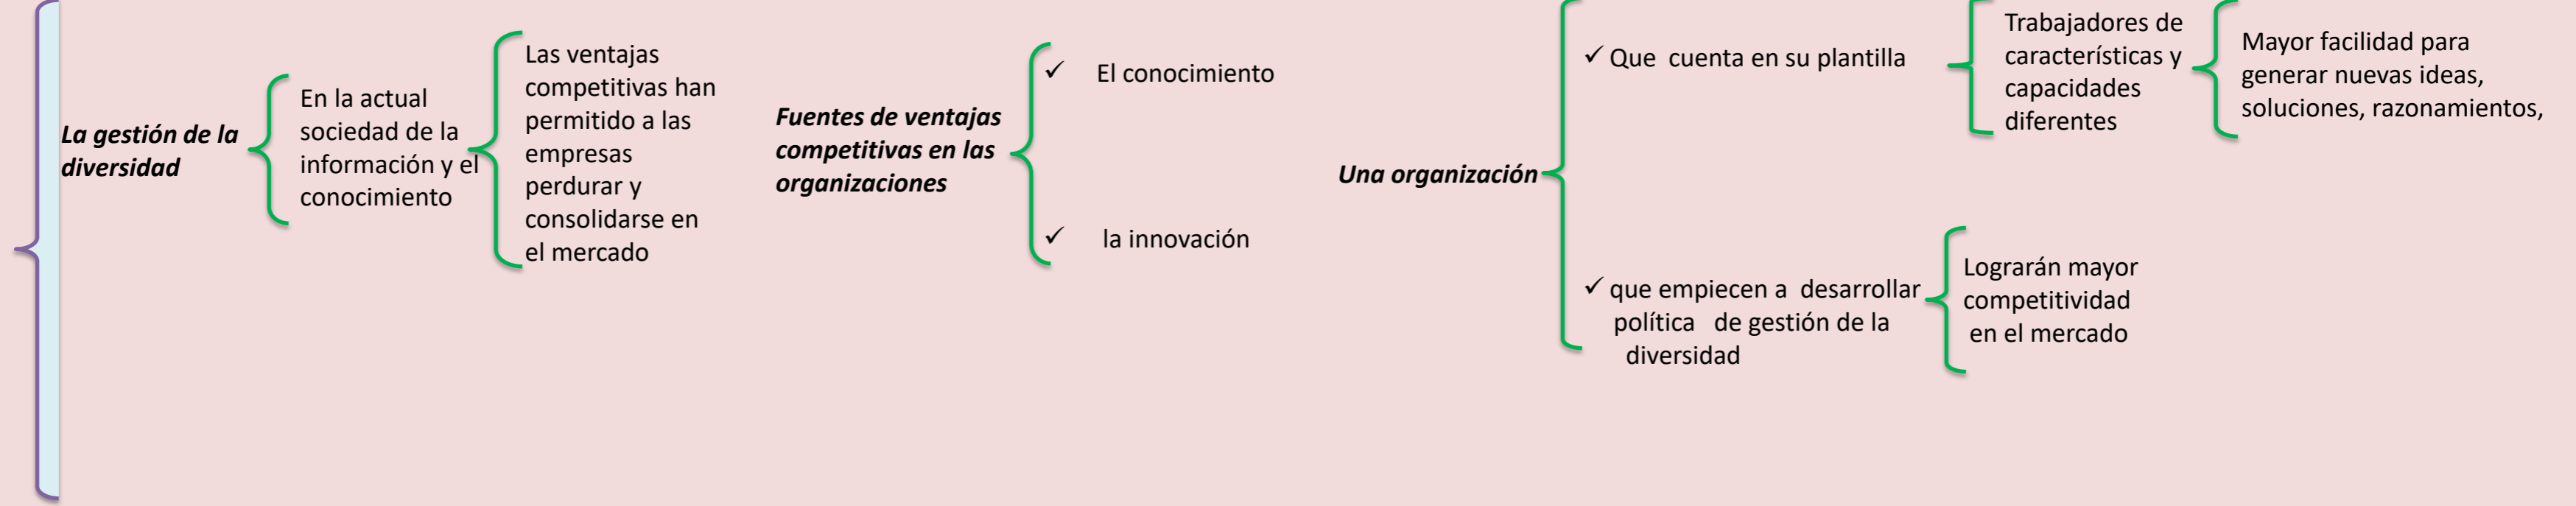 La gestión de la
diversidad
En la actual
sociedad de la
información y el
conocimiento
Las ventajas
competitivas han
permitido a las
empresas
perdurar y
consolidarse en
el mercado
Fuentes de ventajas
competitivas en las
organizaciones
✓ El conocimiento
✓ la innovación
Una organización
✓ Que cuenta en su plantilla
Trabajadores de
características y
capacidades
diferentes
Mayor facilidad para
generar nuevas ideas,
soluciones, razonamientos,
✓ que empiecen a desarrollar
política de gestión de la
diversidad
Lograrán mayor
competitividad
en el mercado